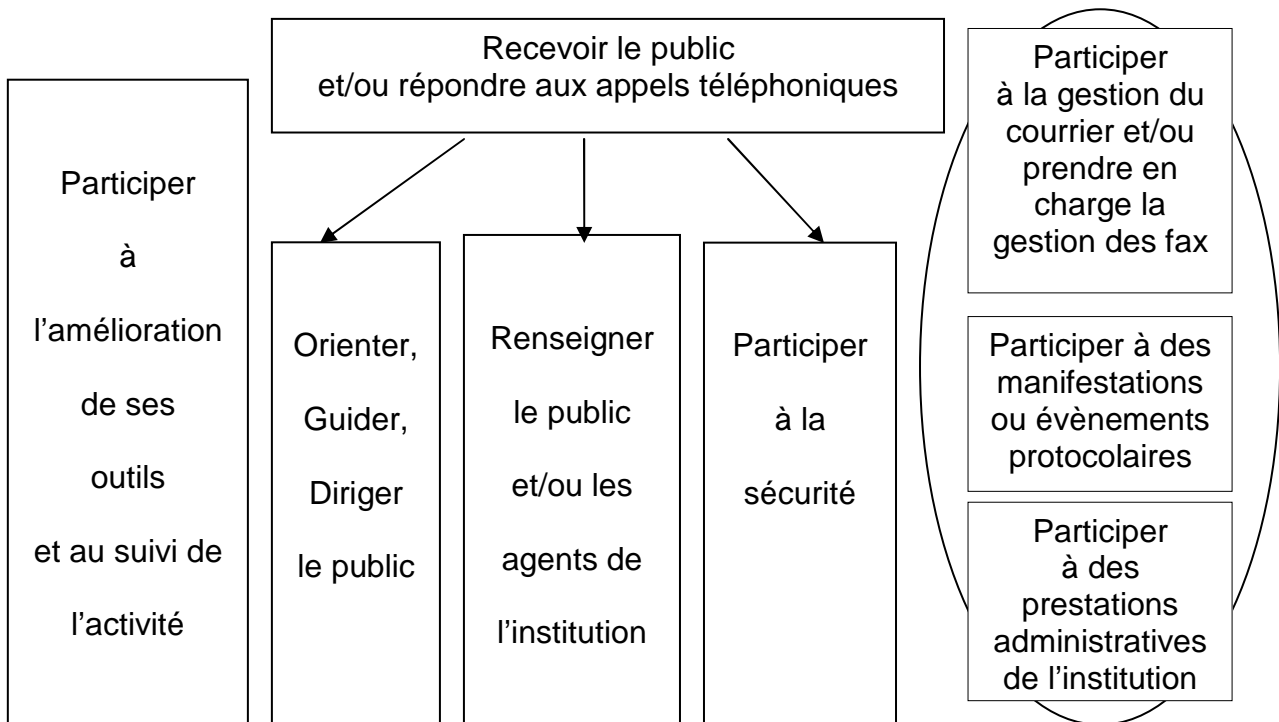 Recevoir le public
et/ou répondre aux appels téléphoniques
Participer
à
l’amélioration
de ses
outils
et au suivi de
l’activité
Orienter,
Guider,
Diriger
le public
Renseigner
le public
et/ou les
agents de
l’institution
Participer
à la
sécurité
Participer
à la gestion du
courrier et/ou
prendre en
charge la
gestion des fax
Participer à des
manifestations
ou évènements
protocolaires
Participer
à des
prestations
administratives
de l’institution